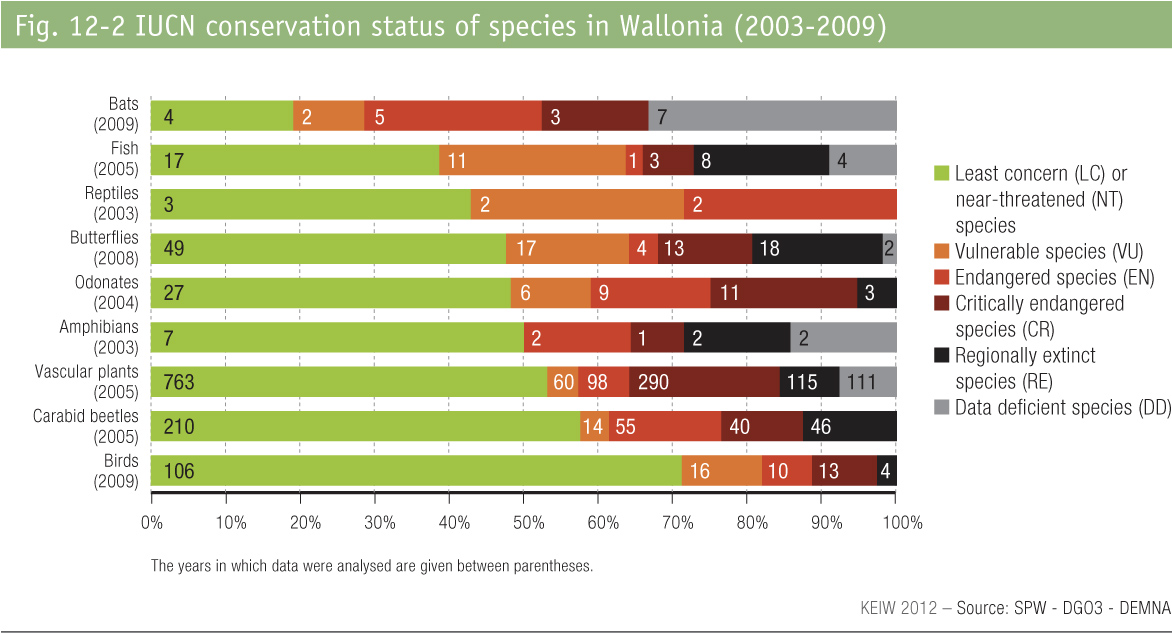 Fig. 12-2 IUCN conservation status of species in Wallonia (2003-2009)
Bats
(2009)
4 2 5 3 7
Fish
(2005)
17 11 1 3 8 4
Reptiles
(2003)
3 2 2
Butterflies
(2008)
49 17 4 13 18 2
Odonates
(2004)
27 6 9 11 3
Amphibians
(2003)
7 2 1 2 2
Vascular plants
(2005)
763 60 98 290 115 111
Carabid beetles
(2005)
210 14 55 40 46
Birds
(2009)
106 16 10 13 4
0% 10% 20% 30% 40% 50% 60% 70% 80% 90% 100%
Least concern (LC) or
near-threatened (NT)
species
Vulnerable species (VU)
Endangered species (EN)
Critically endangered
species (CR)
Regionally extinct
species (RE)
Data deficient species (DD)
The years in which data were analysed are given between parentheses.
KEIW 2012 – Source: SPW - DGO3 - DEMNA